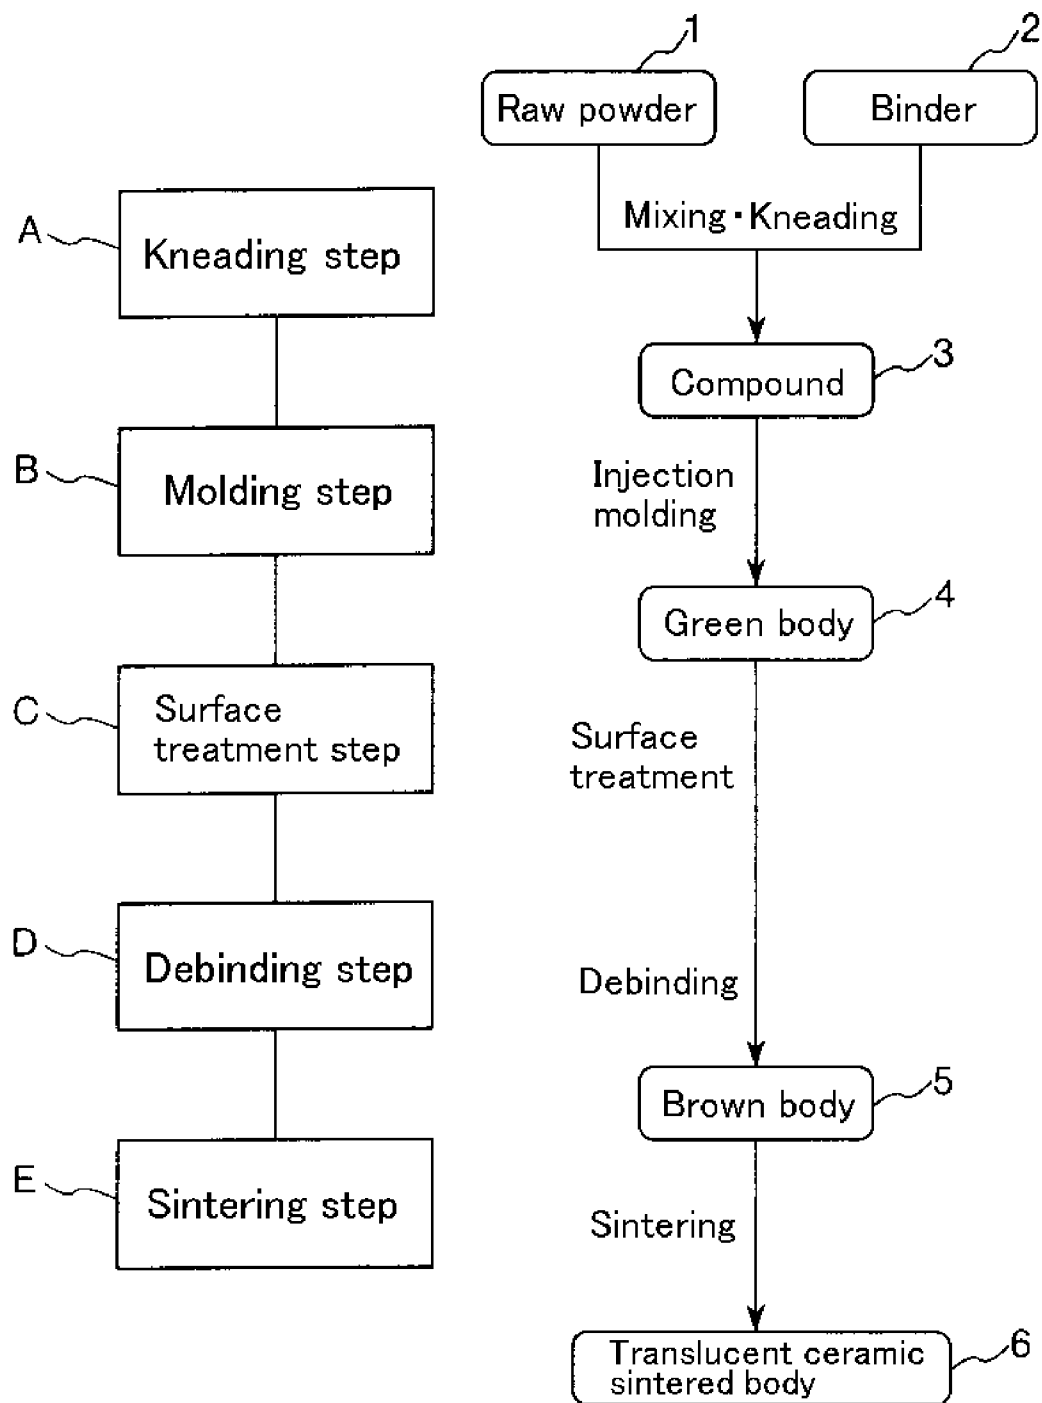 A
Kneading step
B
Molding step
C
Surface
treatment step
D
Debinding step
E
Sintering step
1
Raw powder
2
Binder
Mixing・Kneading
3
Compound
Injection
molding
4
Green body
Surface
treatment
Debinding
5
Brown body
Sintering
6
Translucent ceramic
sintered body